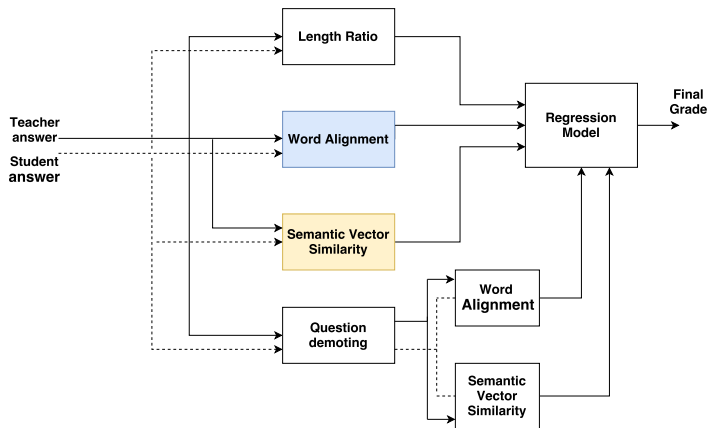 Length Ratio
Teacher
answer
Student
answer
Word Alignment
Semantic Vector
Similarity
Question
demoting
Word
Alignment
Semantic
Vector
Similarity
Regression
Model
Final
Grade